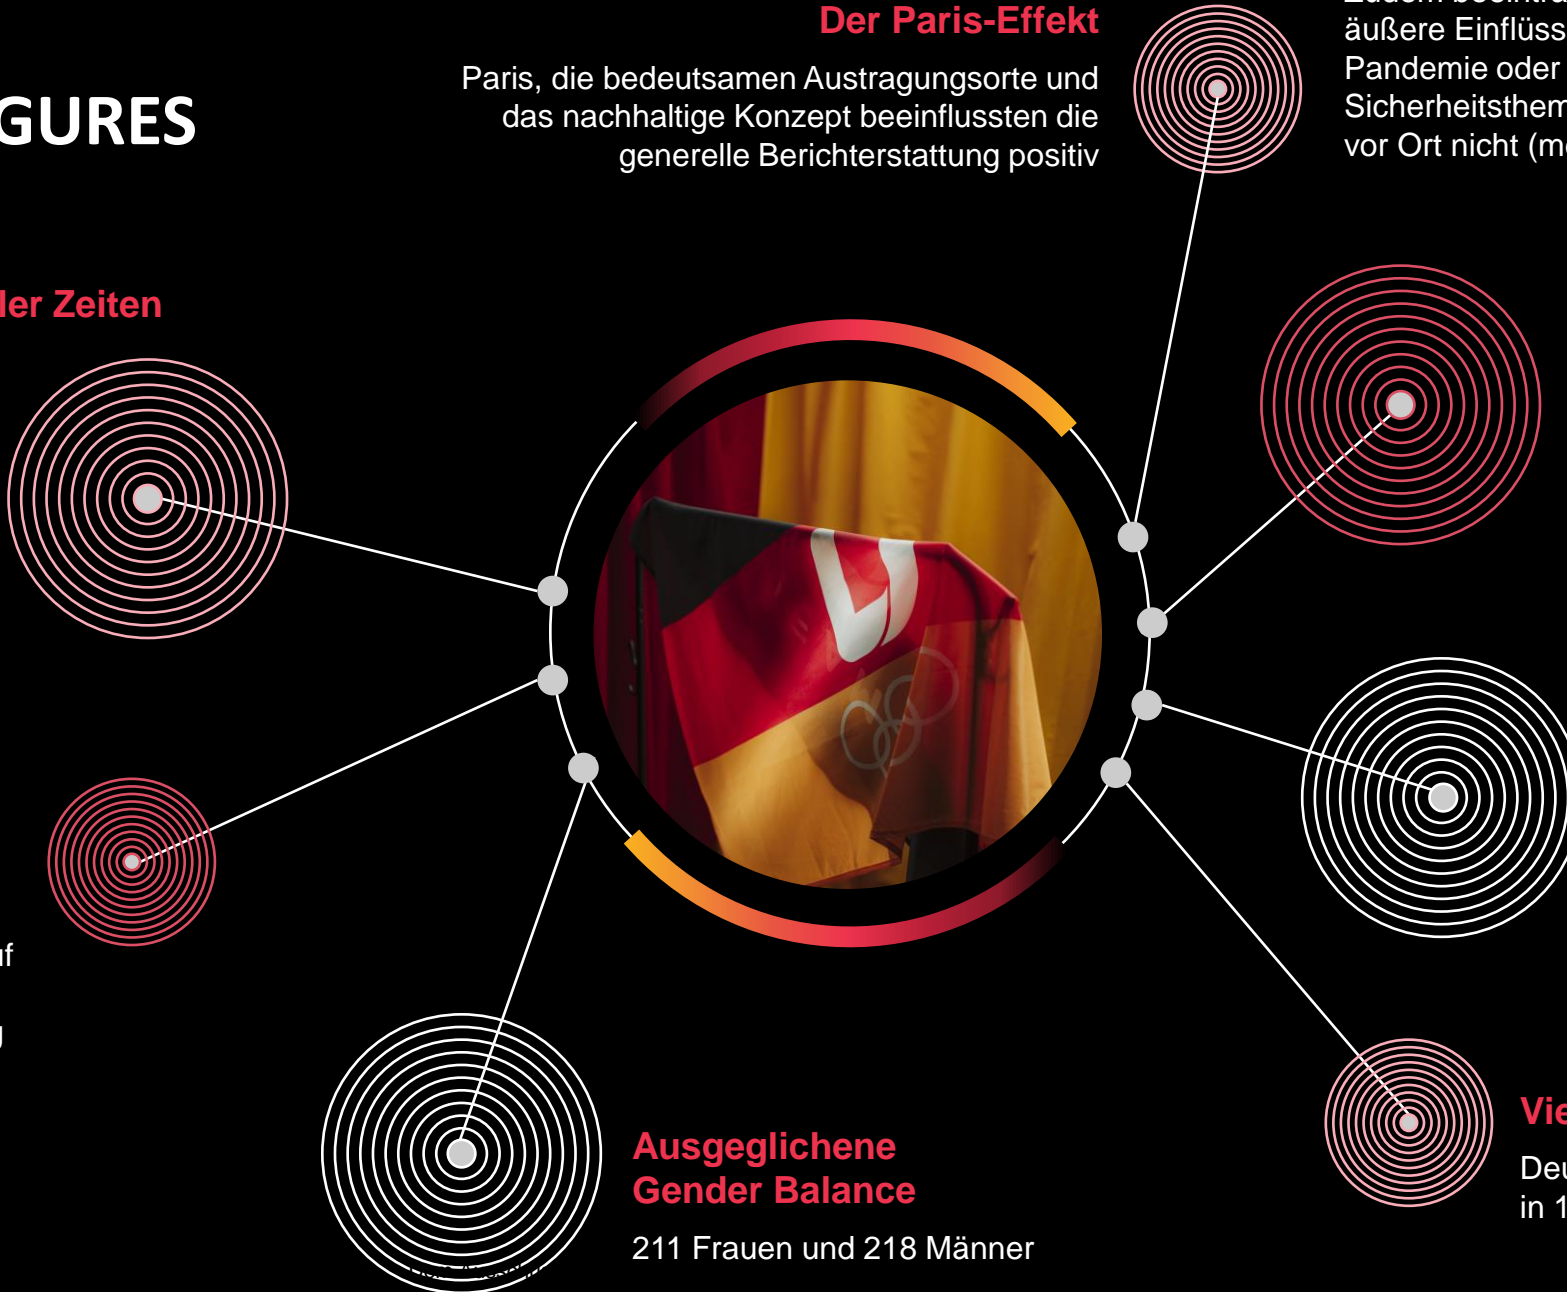 GURES
Der Paris-Effekt
Paris, die bedeutsamen Austragungsorte und
das nachhaltige Konzept beeinflussten die
generelle Berichterstattung positiv
äußere Einflüss
Pandemie oder
Sicherheitsthem
vor Ort nicht (m
ler Zeiten
uf
g
Ausgeglichene
Gender Balance
211 Frauen und 218 Männer
Vie
Deu
in 1